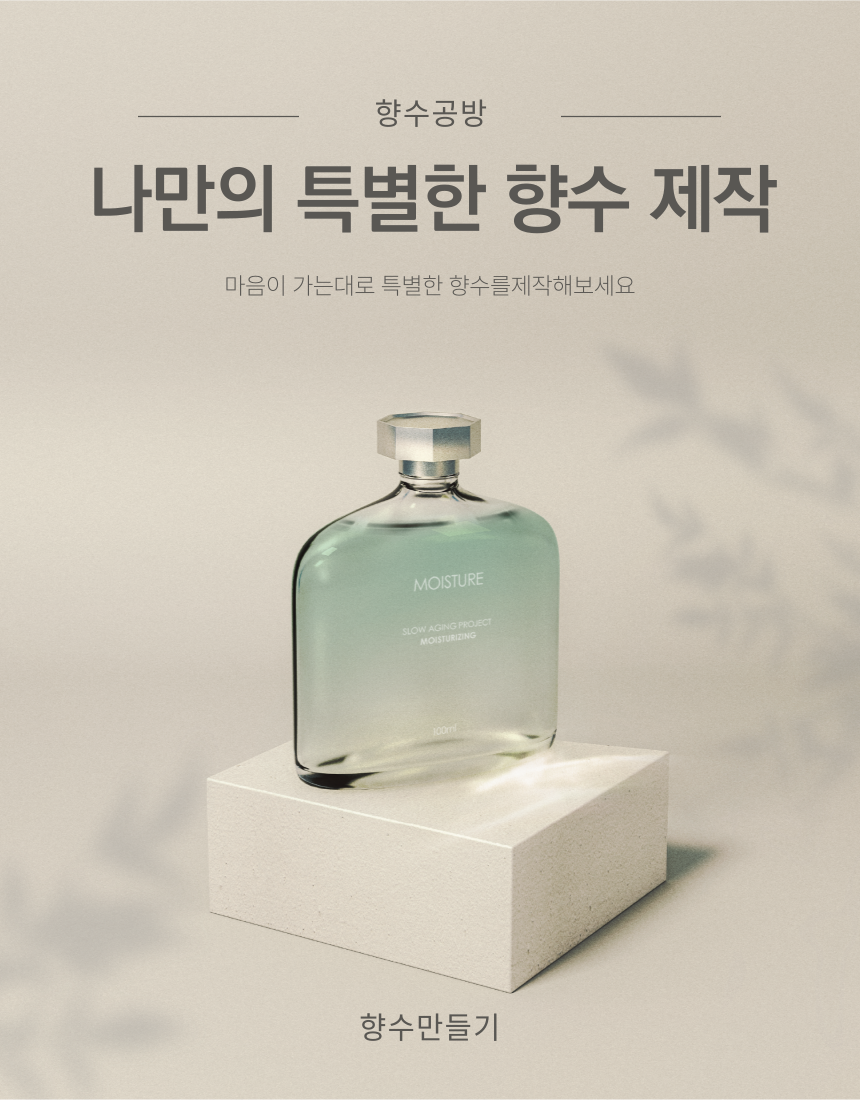 향수공방
나만의 특별한 향수 제작
마음이 가는대로 특별한 향수를제작해보세요
MOISTURE
SLOW AGING PROJECT
MOISTURIZING
100ml
향수만들기